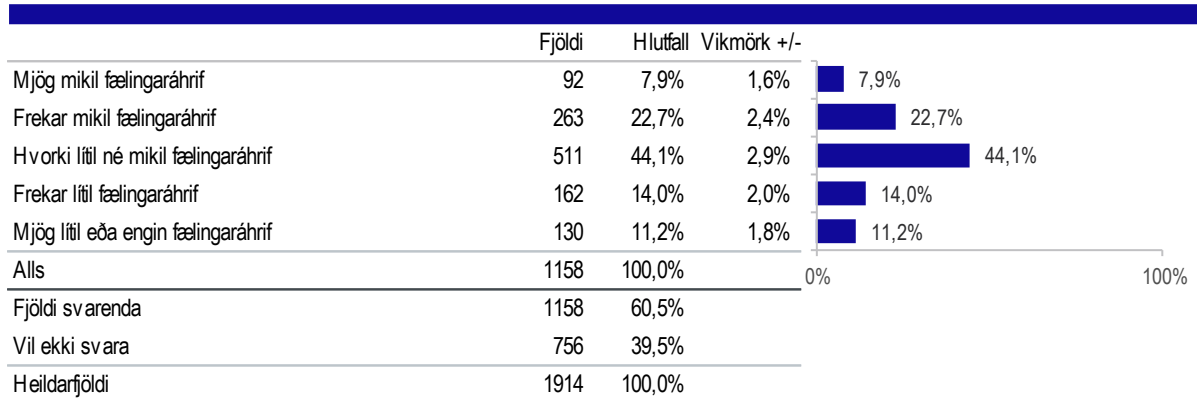 Fjöldi Hlutfall Vikmörk +/-
Mjög mikil fælingaráhrif 92 7,9% 1,6% 7,9%
Frekar mikil fælingaráhrif 263 22,7% 2,4% 22,7%
Hvorki lítil né mikil fælingaráhrif 511 44,1% 2,9% 44,1%
Frekar lítil fælingaráhrif 162 14,0% 2,0% 14,0%
Mjög lítil eða engin fælingaráhrif 130 11,2% 1,8% 11,2%
Alls 1158 100,0% 0% 100%
Fjöldi svarenda 1158 60,5%
Vil ekki svara 756 39,5%
Heildarfjöldi 1914 100,0%